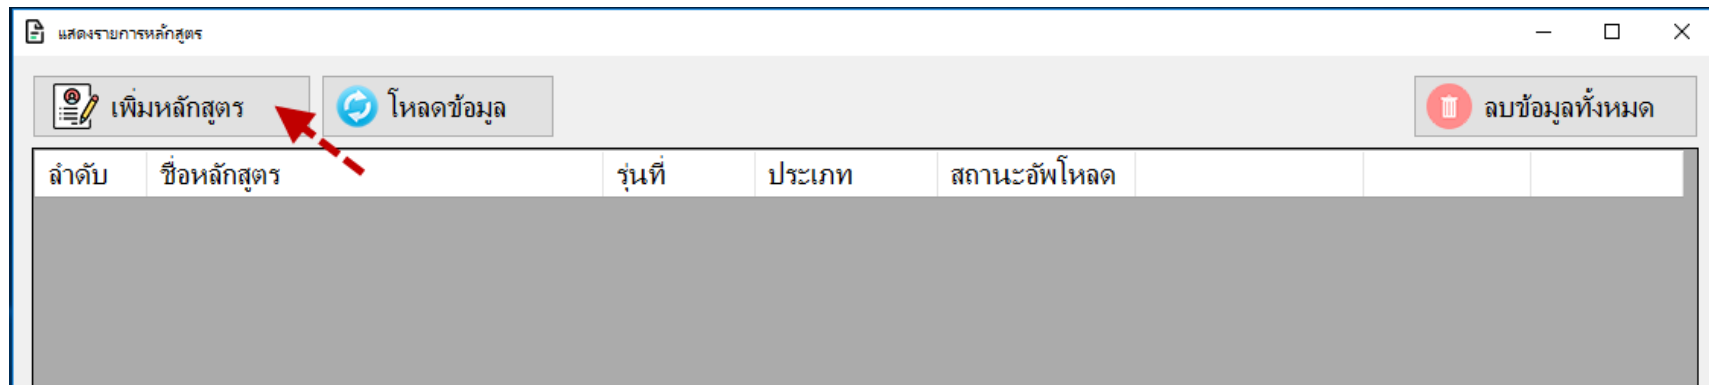 แสดงรายการหลักสูตร
เพิ่มหลักสูตร โหลดข้อมูล ลบข้อมูลทั้งหมด
ลำดับ ชื่อหลักสูตร รุ่นที่ ประเภท สถานะอัพโหลด